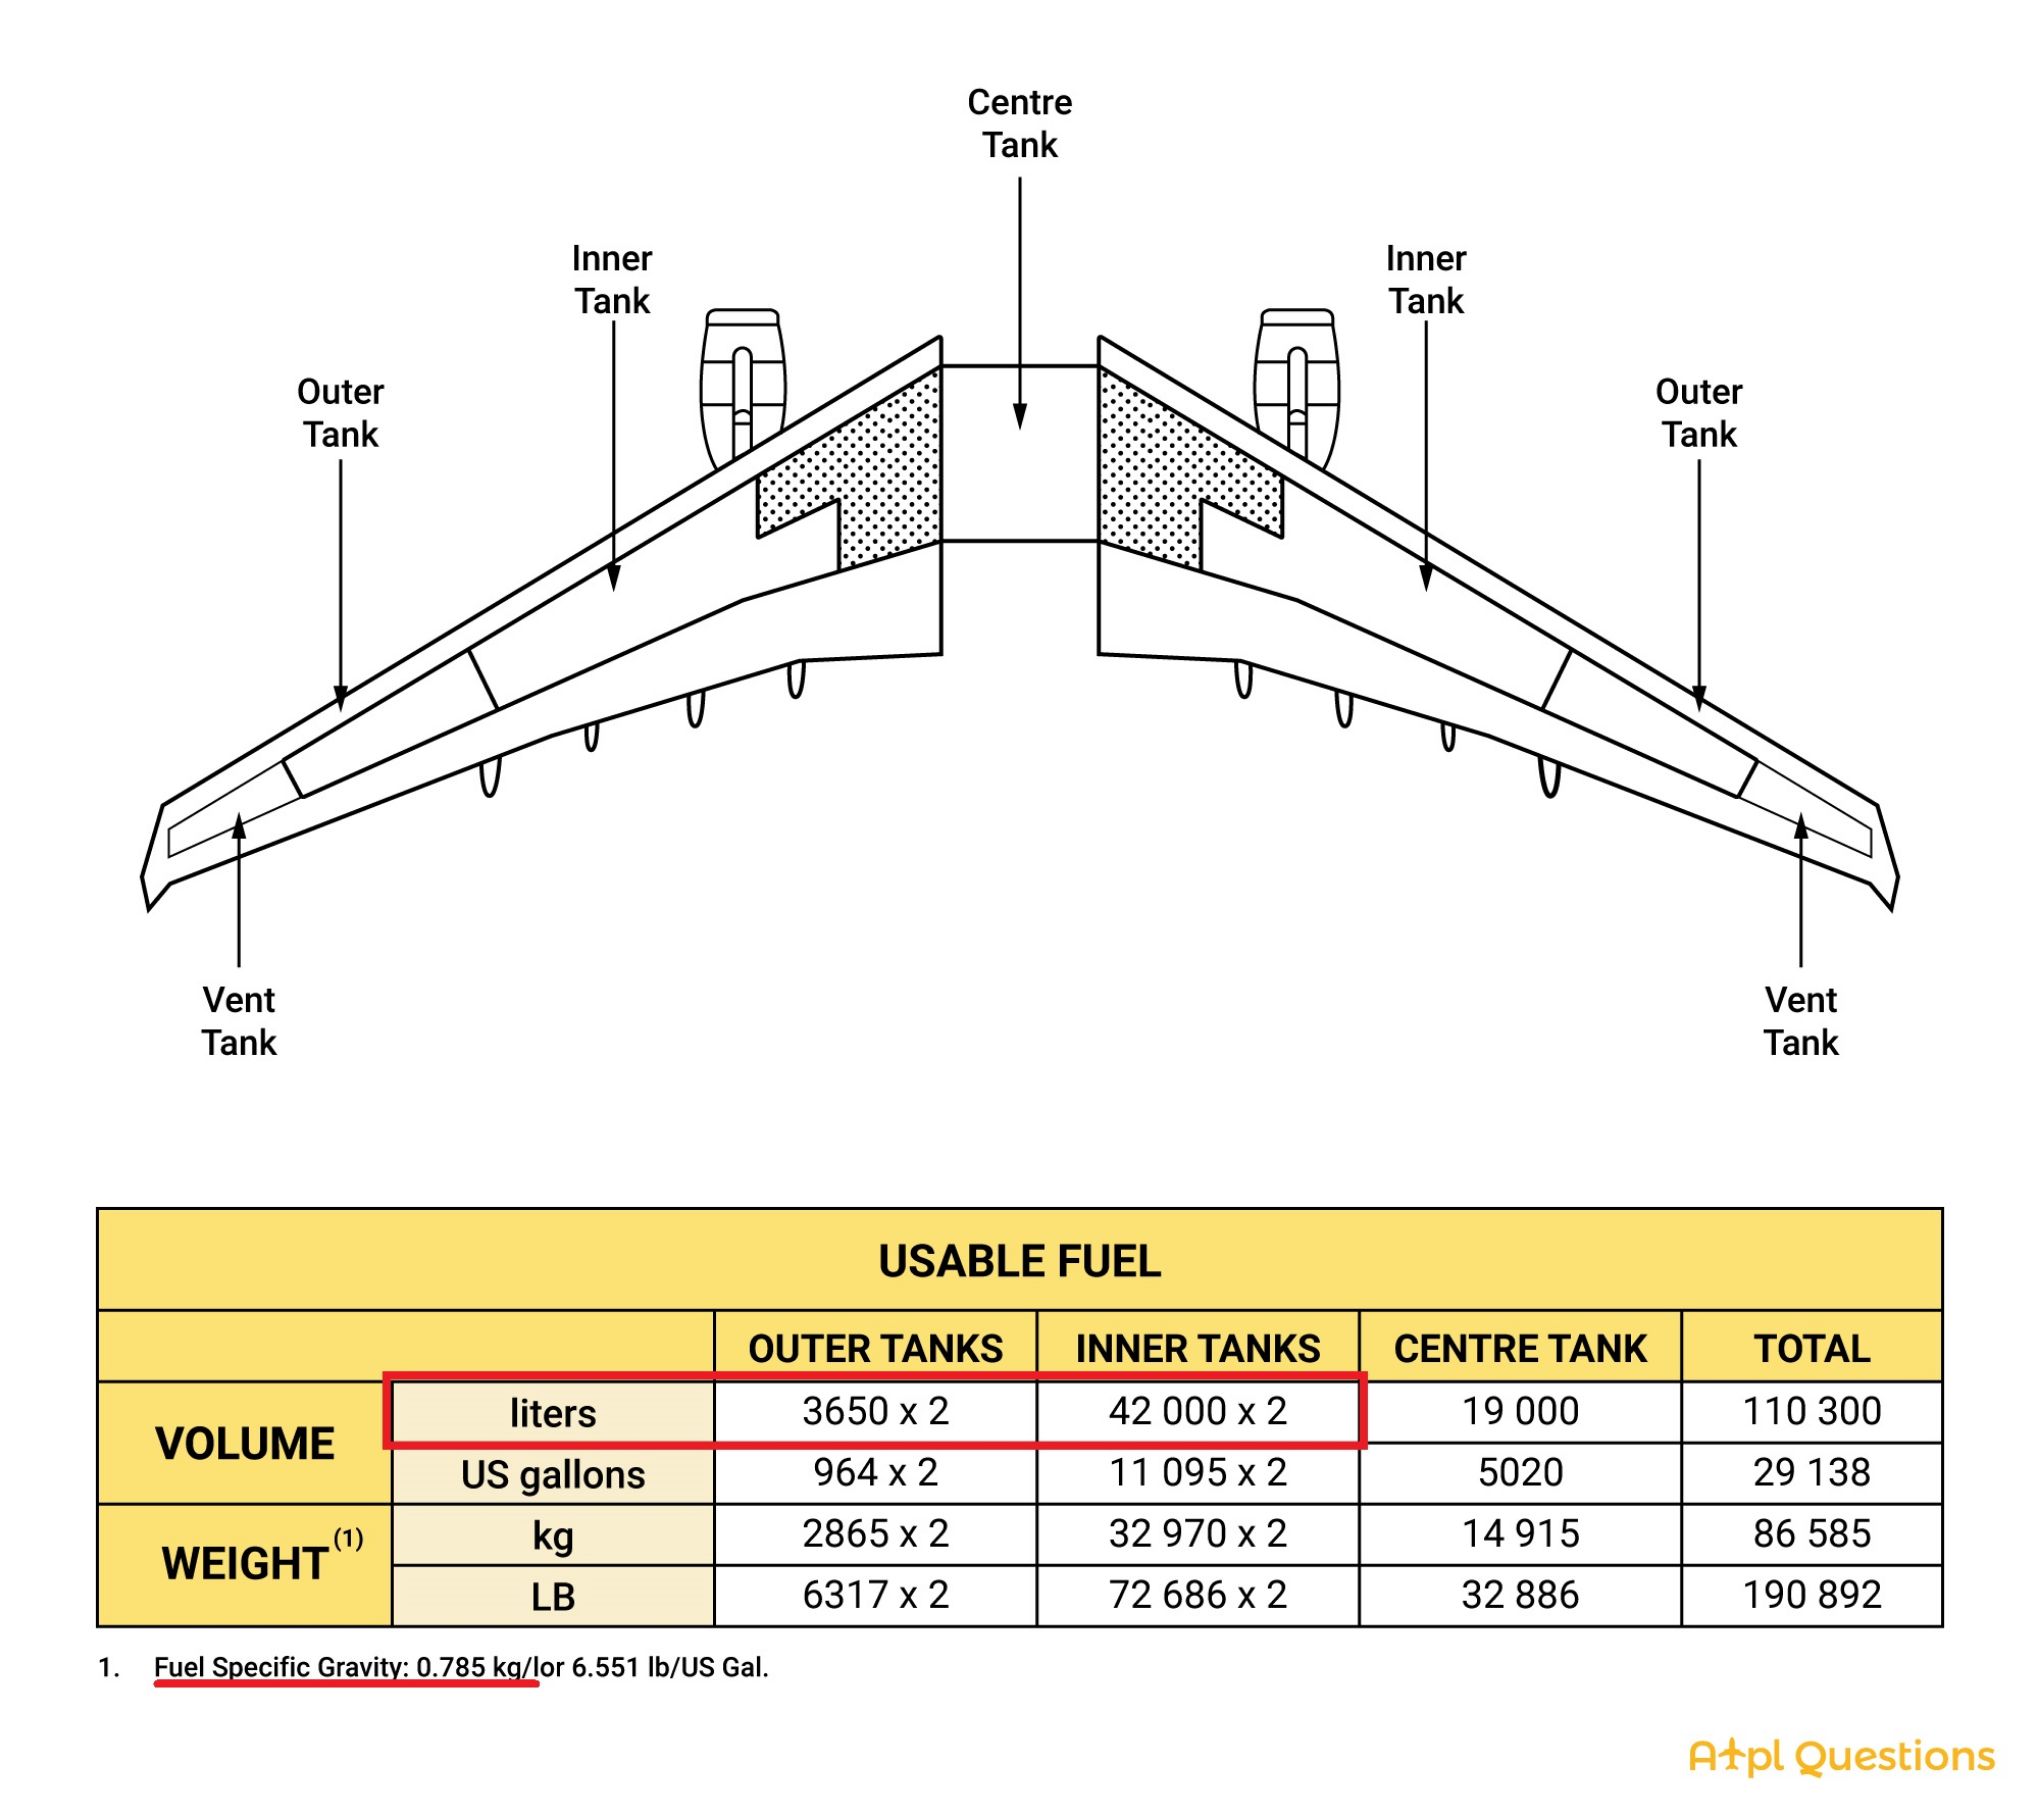 Centre
Tank
Inner
Tank
Inner
Tank
Outer
Tank
Outer
Tank
Vent
Tank
Vent
Tank
USABLE FUEL
OUTER TANKS INNER TANKS CENTRE TANK TOTAL
VOLUME
liters 3650 x 2 42 000 x 2 19 000 110 300
US gallons 964 x 2 11 095 x 2 5020 29 138
WEIGHT (1)
kg 2865 x 2 32 970 x 2 14 915 86 585
LB 6317 x 2 72 686 x 2 32 886 190 892
1. Fuel Specific Gravity: 0.785 kg/lor 6.551 lb/US Gal.
Atpl Questions